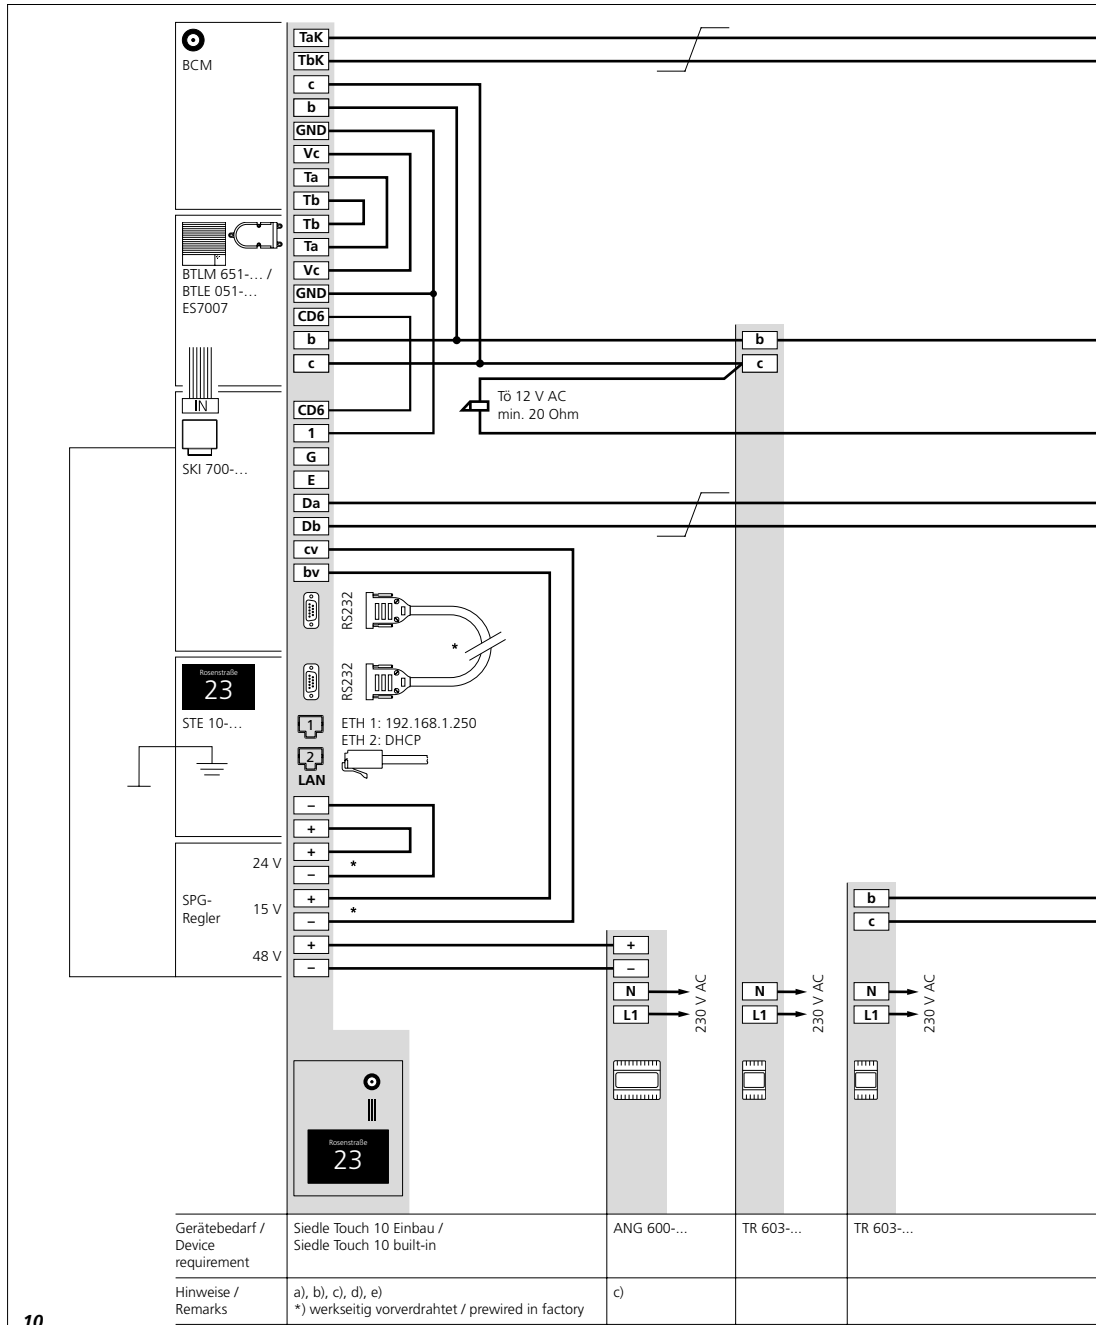 BCM
TaK
TbK
c
b
GND
Vc
Ta
Tb
Tb
Ta
Vc
GND
CD6
b
c
BTLM 651-… /
BTLE 051-…
ES7007
b
c
Tö 12 V AC
min. 20 Ohm
IN
SKI 700-…
CD6
1
G
E
Da
Db
cv
bv
RS232
*
RS232
Rosenstraße
23
STE 10-…
1
ETH 1: 192.168.1.250
ETH 2: DHCP
2
LAN
–
+
+
–
24 V
*
SPG-
Regler
15 V
+
–
*
48 V
+
–
+
–
N
L1
230 V AC
N
L1
230 V AC
b
c
N
L1
230 V AC
Rosenstraße
23
Gerätebedarf /
Device
requirement
Siedle Touch 10 Einbau /
Siedle Touch 10 built-in
ANG 600-...
TR 603-...
TR 603-...
Hinweise /
Remarks
a), b), c), d), e)
*) werkseitig vorverdrahtet / prewired in factory
c)
10